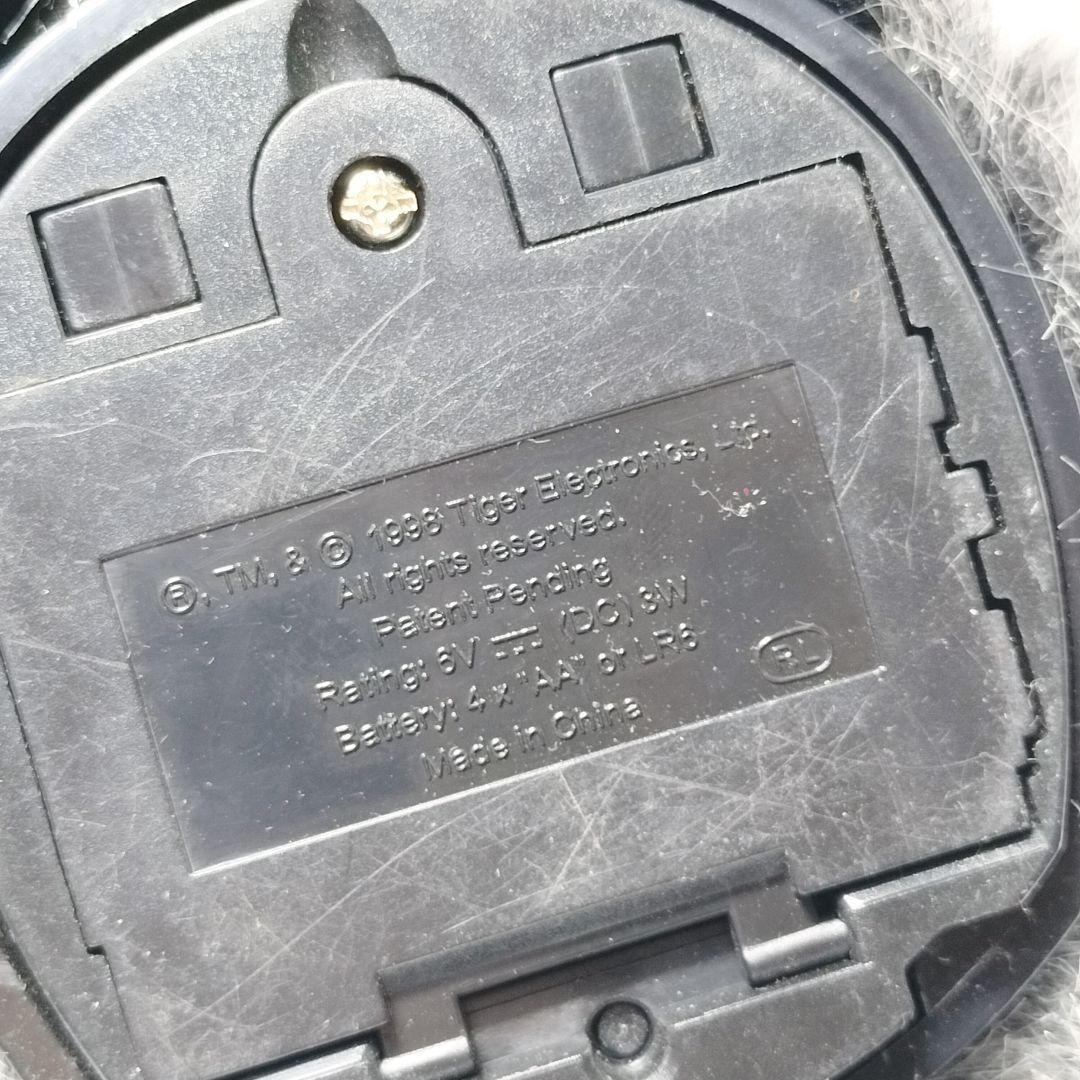 ®, TM, & © 1998 Tiger Electronics, Ltd.
All rights reserved.
Patent Pending
Rating: 6V ⎓ (DC) 3W
Battery: 4 x "AA" or LR6
Made in China
RL